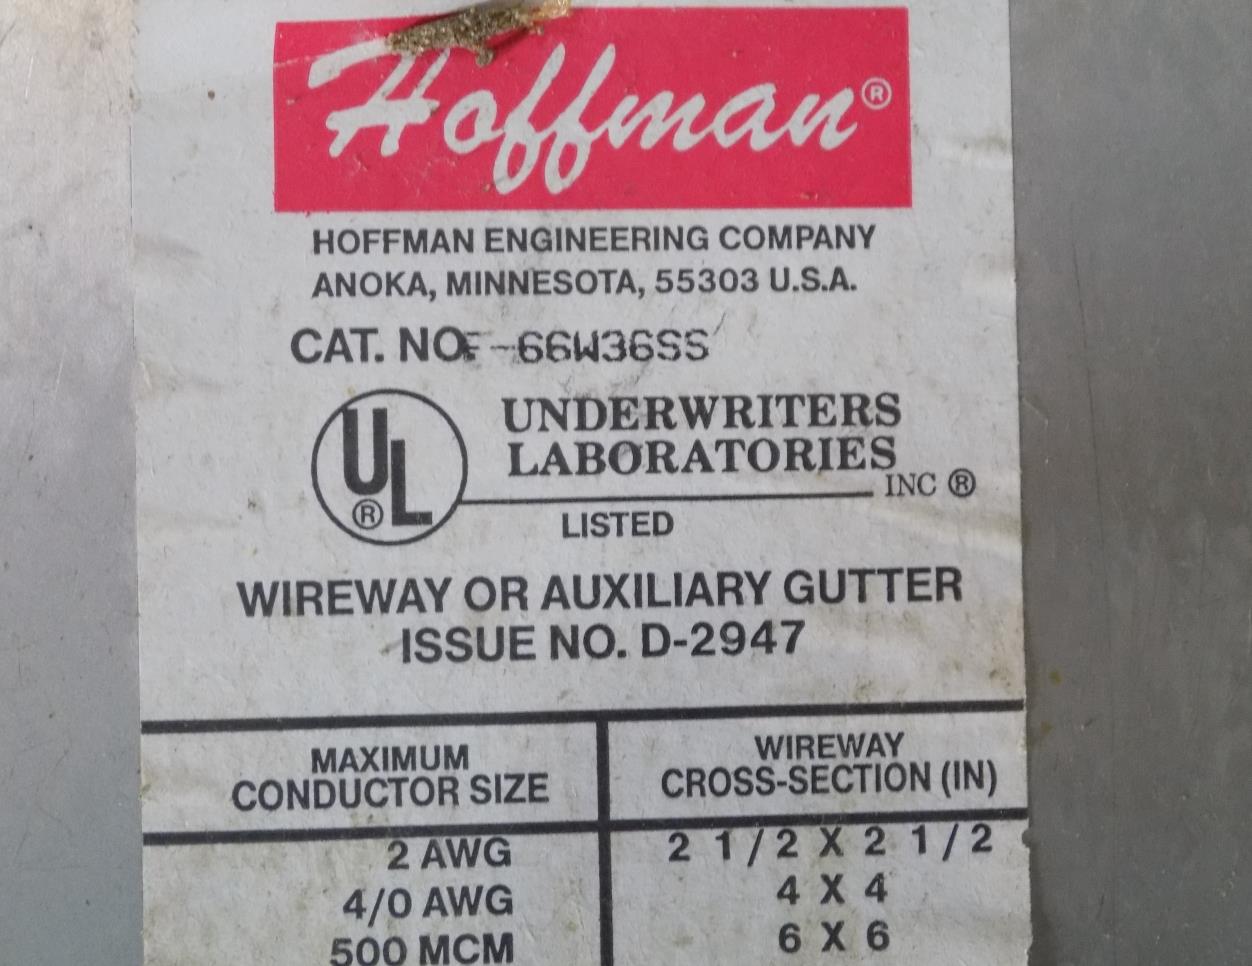 Hoffman®
HOFFMAN ENGINEERING COMPANY
ANOKA, MINNESOTA, 55303 U.S.A.
CAT. NO. F-66W36SS
UL®
UNDERWRITERS
LABORATORIES
INC ®
LISTED
WIREWAY OR AUXILIARY GUTTER
ISSUE NO. D-2947
MAXIMUM
CONDUCTOR SIZE
WIREWAY
CROSS-SECTION (IN)
2 AWG
2 1/2 X 2 1/2
4/0 AWG
4 X 4
500 MCM
6 X 6